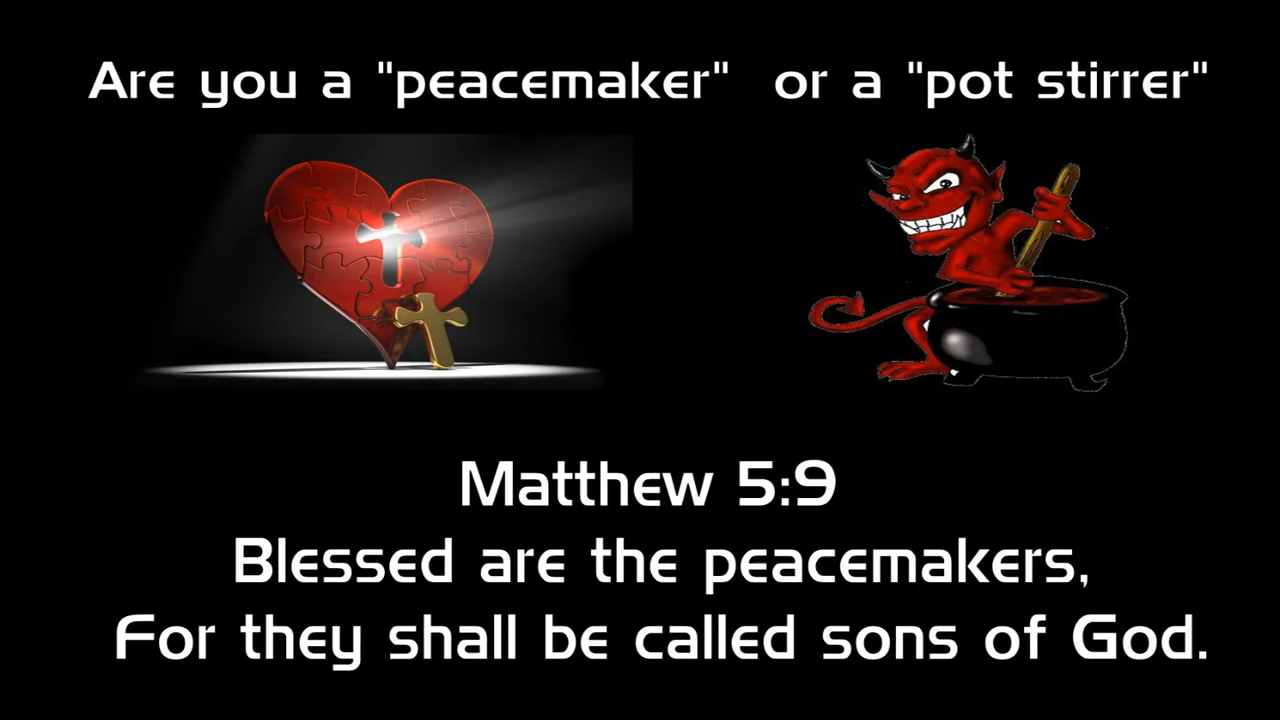 Are you a "peacemaker" or a "pot stirrer"
Matthew 5:9
Blessed are the peacemakers,
For they shall be called sons of God.